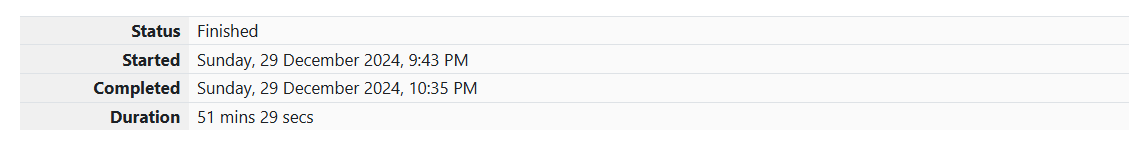 Status Finished
Started Sunday, 29 December 2024, 9:43 PM
Completed Sunday, 29 December 2024, 10:35 PM
Duration 51 mins 29 secs